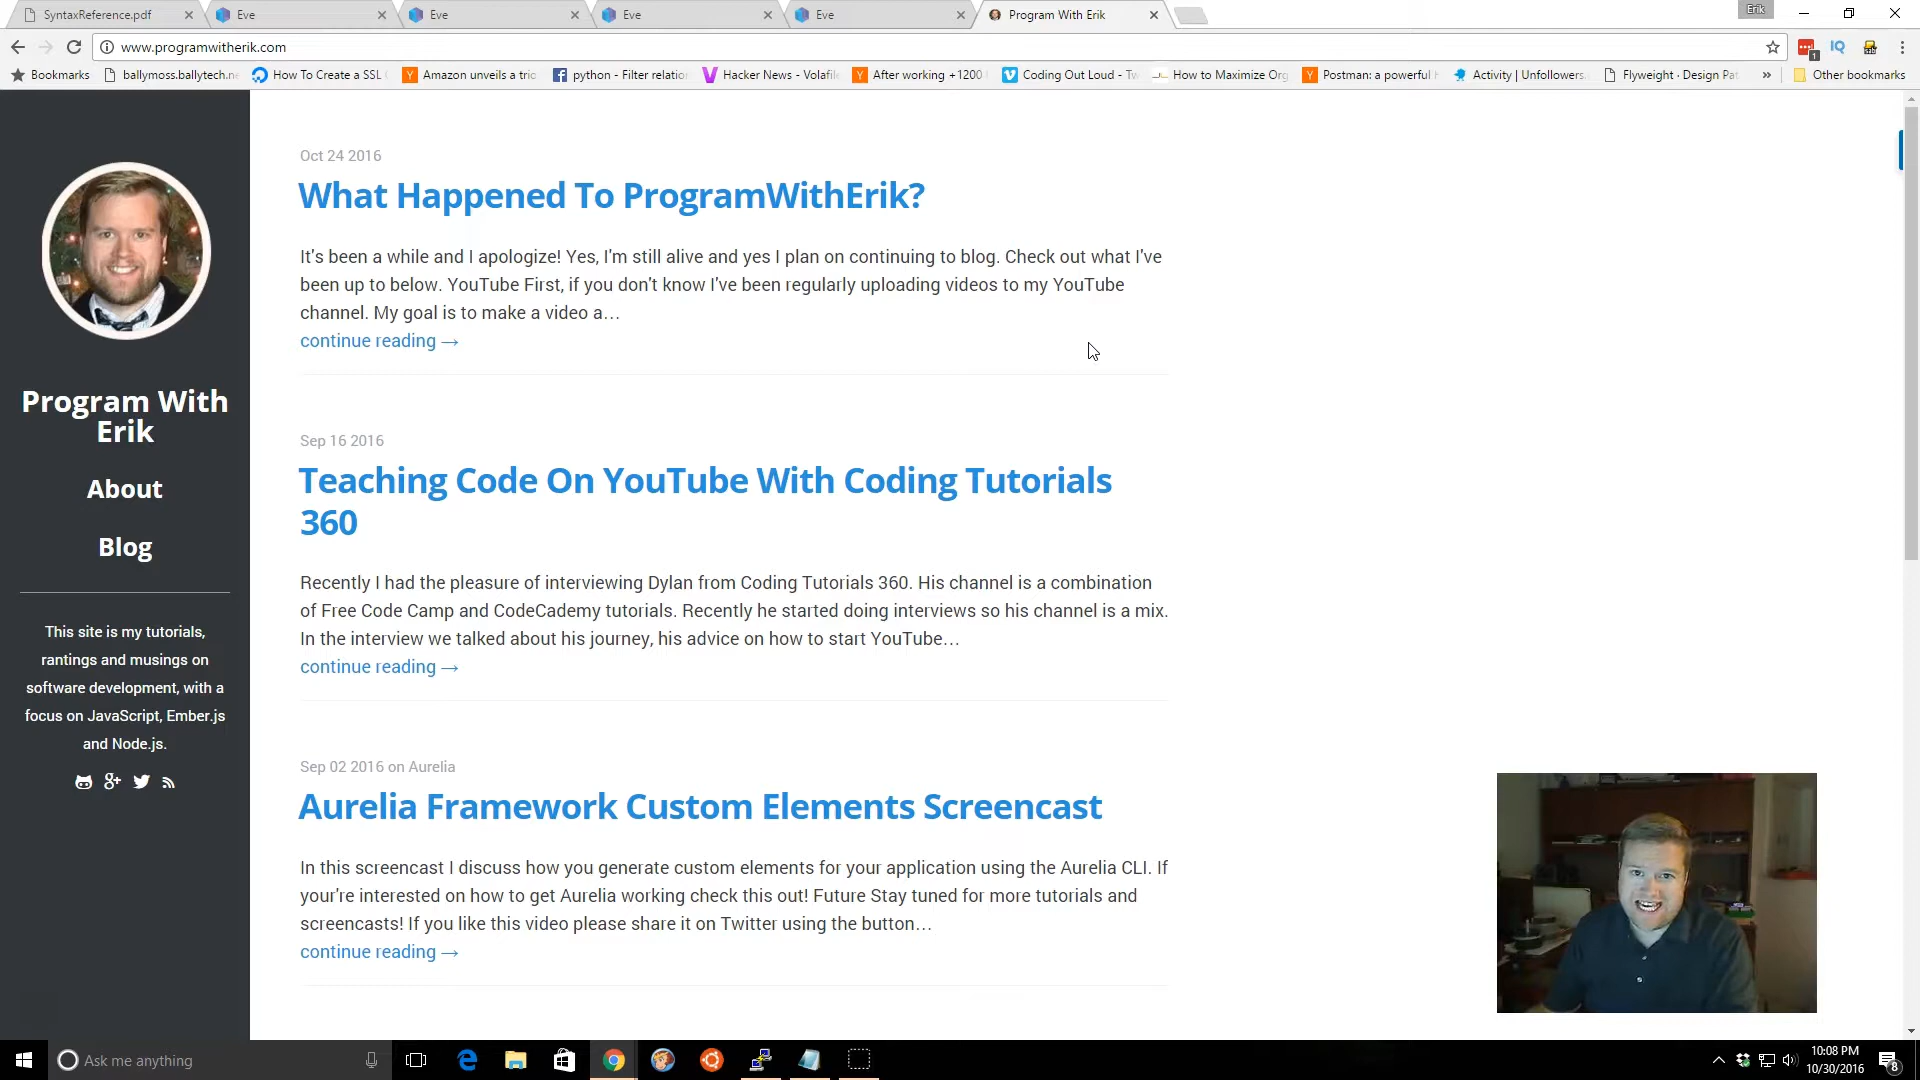 SyntaxReference.pdf
Eve
Eve
Eve
Eve
Program With Erik
Erik
www.programwitherik.com
Bookmarks
ballymoss.ballytech.ne
How To Create a SSL
Amazon unveils a tric
python - Filter relatio
Hacker News - Volafile
After working +1200
Coding Out Loud - Tw
How to Maximize Org
Postman: a powerful
Activity | Unfollowers.
Flyweight · Design Pat
»
Other bookmarks
Program With
Erik
About
Blog
This site is my tutorials,
rantings and musings on
software development, with a
focus on JavaScript, Ember.js
and Node.js.
Oct 24 2016
What Happened To ProgramWithErik?
It's been a while and I apologize! Yes, I'm still alive and yes I plan on continuing to blog. Check out what I've
been up to below. YouTube First, if you don't know I've been regularly uploading videos to my YouTube
channel. My goal is to make a video a…
continue reading →
Sep 16 2016
Teaching Code On YouTube With Coding Tutorials
360
Recently I had the pleasure of interviewing Dylan from Coding Tutorials 360. His channel is a combination
of Free Code Camp and CodeCademy tutorials. Recently he started doing interviews so his channel is a mix.
In the interview we talked about his journey, his advice on how to start YouTube…
continue reading →
Sep 02 2016 on Aurelia
Aurelia Framework Custom Elements Screencast
In this screencast I discuss how you generate custom elements for your application using the Aurelia CLI. If
your're interested on how to get Aurelia working check this out! Future Stay tuned for more tutorials and
screencasts! If you like this video please share it on Twitter using the button…
continue reading →
Ask me anything
10:08 PM
10/30/2016
8